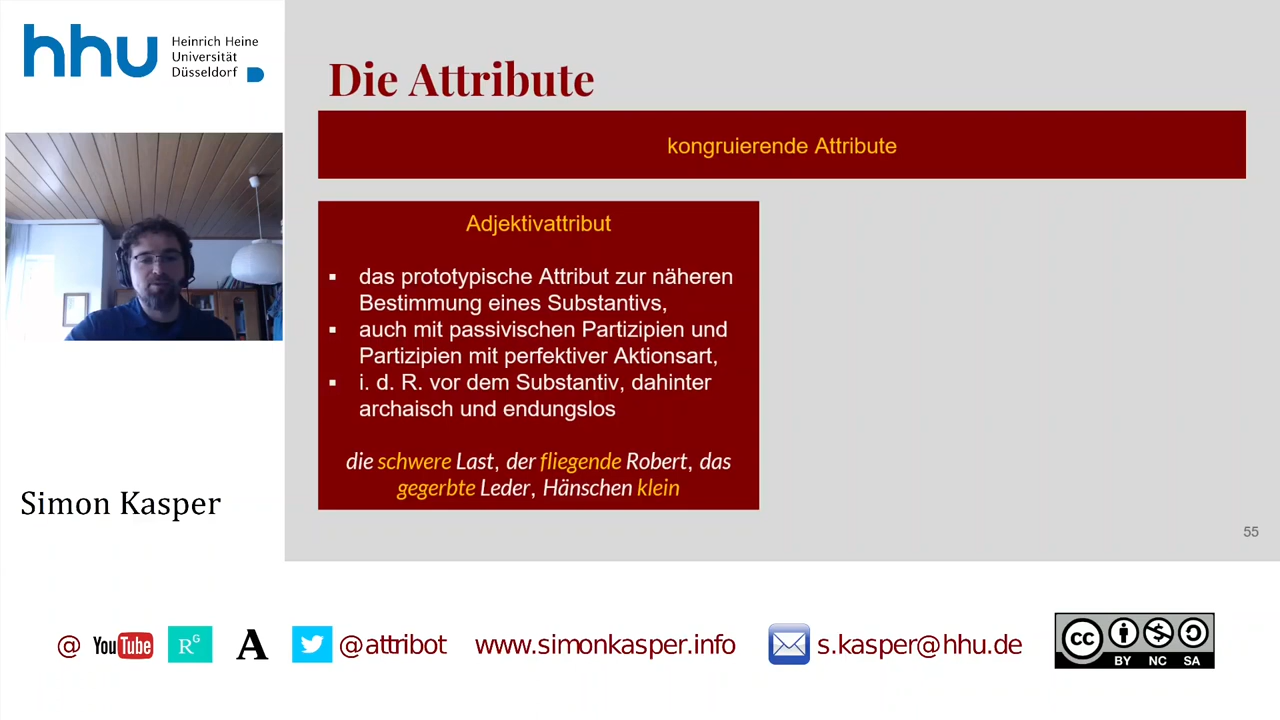 hhu
Heinrich Heine
Universität
Düsseldorf
Die Attribute
kongruierende Attribute
Adjektivattribut
▪ das prototypische Attribut zur näheren
Bestimmung eines Substantivs,
▪ auch mit passivischen Partizipien und
Partizipien mit perfektiver Aktionsart,
▪ i. d. R. vor dem Substantiv, dahinter
archaisch und endungslos
die schwere Last, der fliegende Robert, das
gegerbte Leder, Hänschen klein
Simon Kasper
55
@ YouTube RG A @attribot www.simonkasper.info s.kasper@hhu.de cc BY NC SA